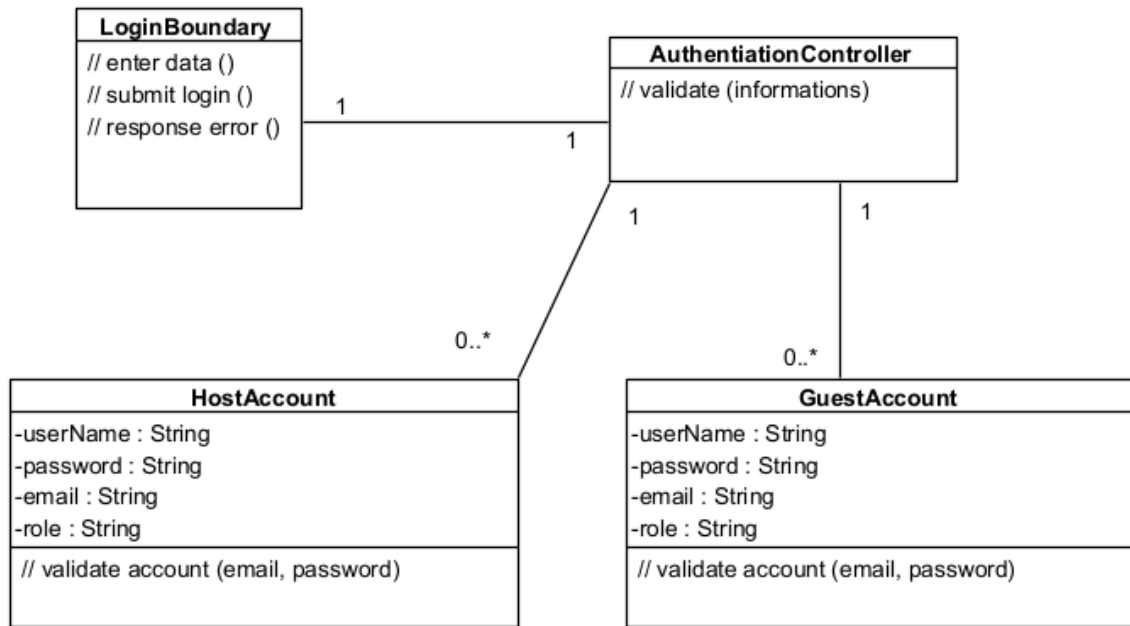 LoginBoundary
// enter data ()
// submit login ()
// response error ()
AuthentiationController
// validate (informations)
1
1
1
1
0..*
0..*
HostAccount
-userName : String
-password : String
-email : String
-role : String
// validate account (email, password)
GuestAccount
-userName : String
-password : String
-email : String
-role : String
// validate account (email, password)